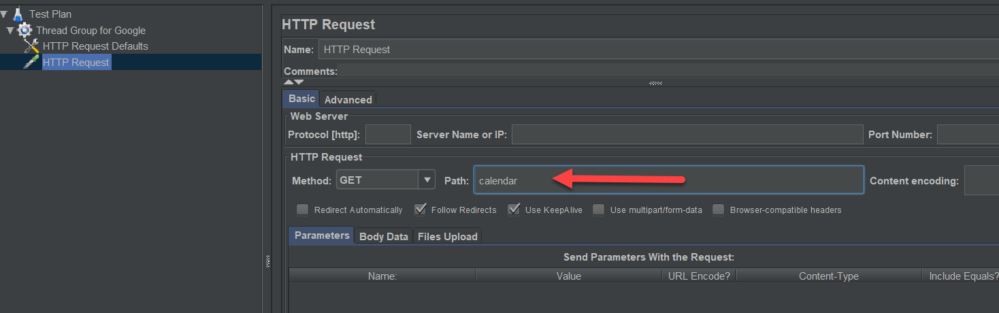 Test Plan
Thread Group for Google
HTTP Request Defaults
HTTP Request
HTTP Request
Name: HTTP Request
Comments:
Basic Advanced
Web Server
Protocol [http]: Server Name or IP: Port Number:
HTTP Request
Method: GET Path: calendar Content encoding:
Redirect Automatically Follow Redirects Use KeepAlive Use multipart/form-data Browser-compatible headers
Parameters Body Data Files Upload
Send Parameters With the Request:
Name: Value URL Encode? Content-Type Include Equals?